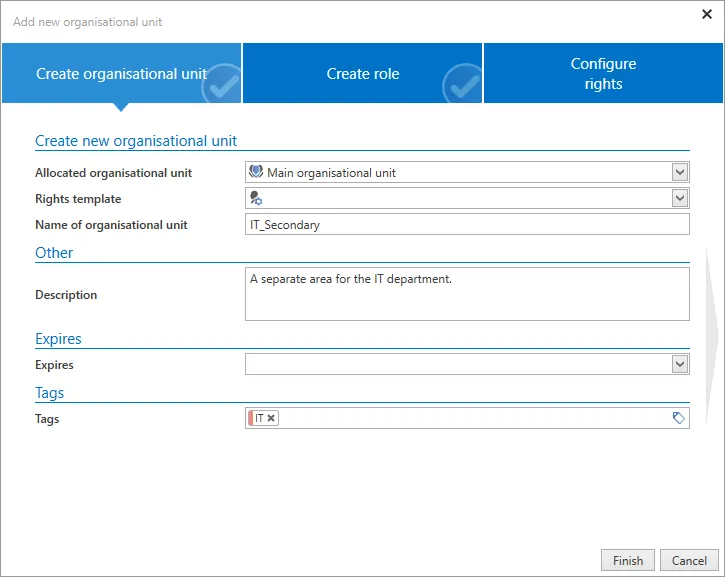 Add new organisational unit
Create organisational unit
Create role
Configure
rights
Create new organisational unit
Allocated organisational unit Main organisational unit
Rights template
Name of organisational unit IT_Secondary
Other
Description A separate area for the IT department.
Expires
Expires
Tags
Tags IT
Finish Cancel